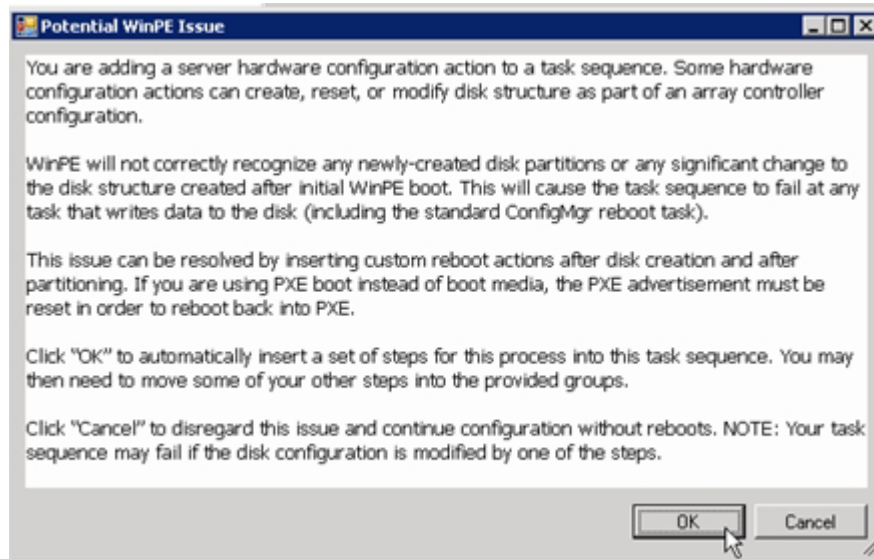 Potential WinPE Issue
You are adding a server hardware configuration action to a task sequence. Some hardware
configuration actions can create, reset, or modify disk structure as part of an array controller
configuration.
WinPE will not correctly recognize any newly-created disk partitions or any significant change to
the disk structure created after initial WinPE boot. This will cause the task sequence to fail at any
task that writes data to the disk (including the standard ConfigMgr reboot task).
This issue can be resolved by inserting custom reboot actions after disk creation and after
partitioning. If you are using PXE boot instead of boot media, the PXE advertisement must be
reset in order to reboot back into PXE.
Click "OK" to automatically insert a set of steps for this process into this task sequence. You may
then need to move some of your other steps into the provided groups.
Click "Cancel" to disregard this issue and continue configuration without reboots. NOTE: Your task
sequence may fail if the disk configuration is modified by one of the steps.
OK Cancel